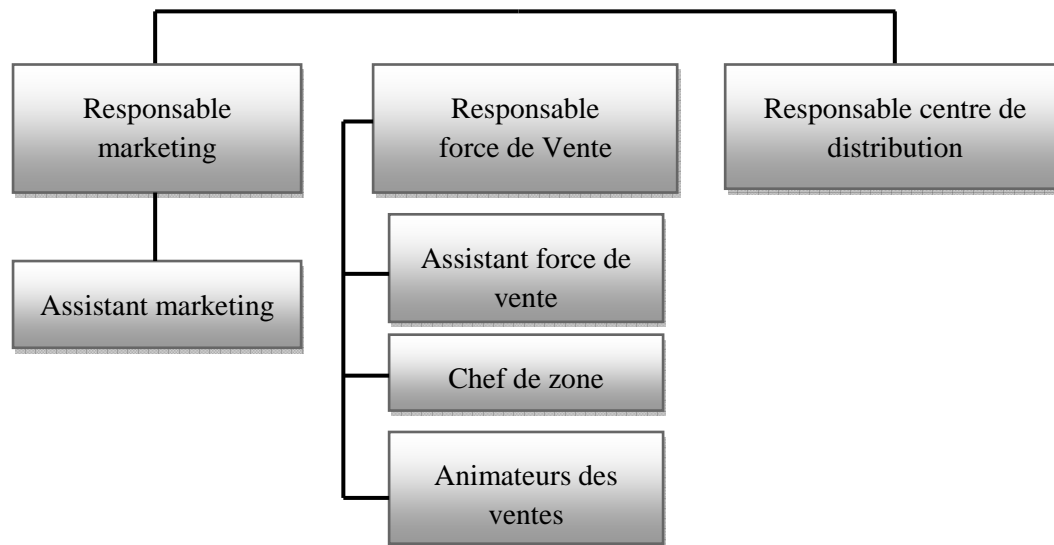 Responsable
marketing
Responsable
force de Vente
Responsable centre de
distribution
Assistant marketing
Assistant force de
vente
Chef de zone
Animateurs des
ventes